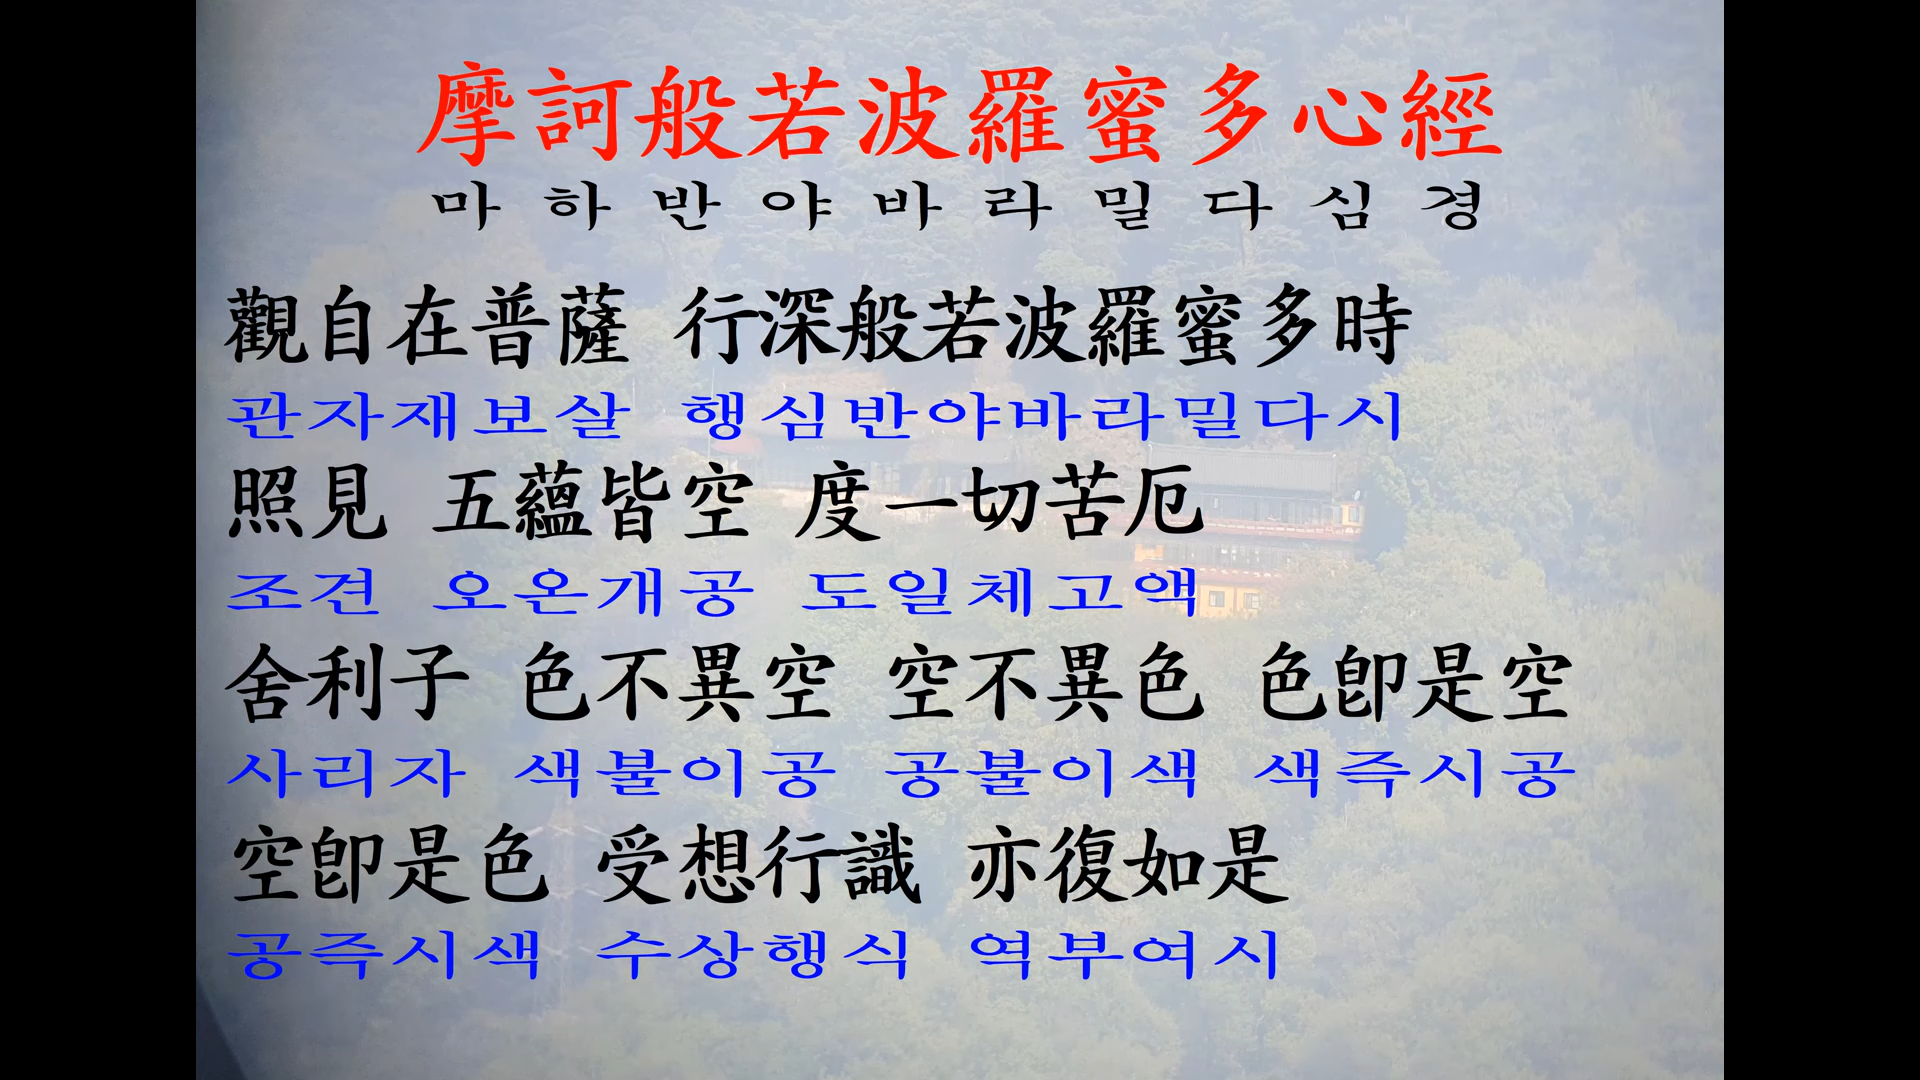 摩訶般若波羅蜜多心經
마하반야바라밀다심경
觀自在普薩 行深般若波羅蜜多時
관자재보살 행심반야바라밀다시
照見 五蘊皆空 度一切苦厄
조견 오온개공 도일체고액
舍利子 色不異空 空不異色 色卽是空
사리자 색불이공 공불이색 색즉시공
空卽是色 受想行識 亦復如是
공즉시색 수상행식 역부여시